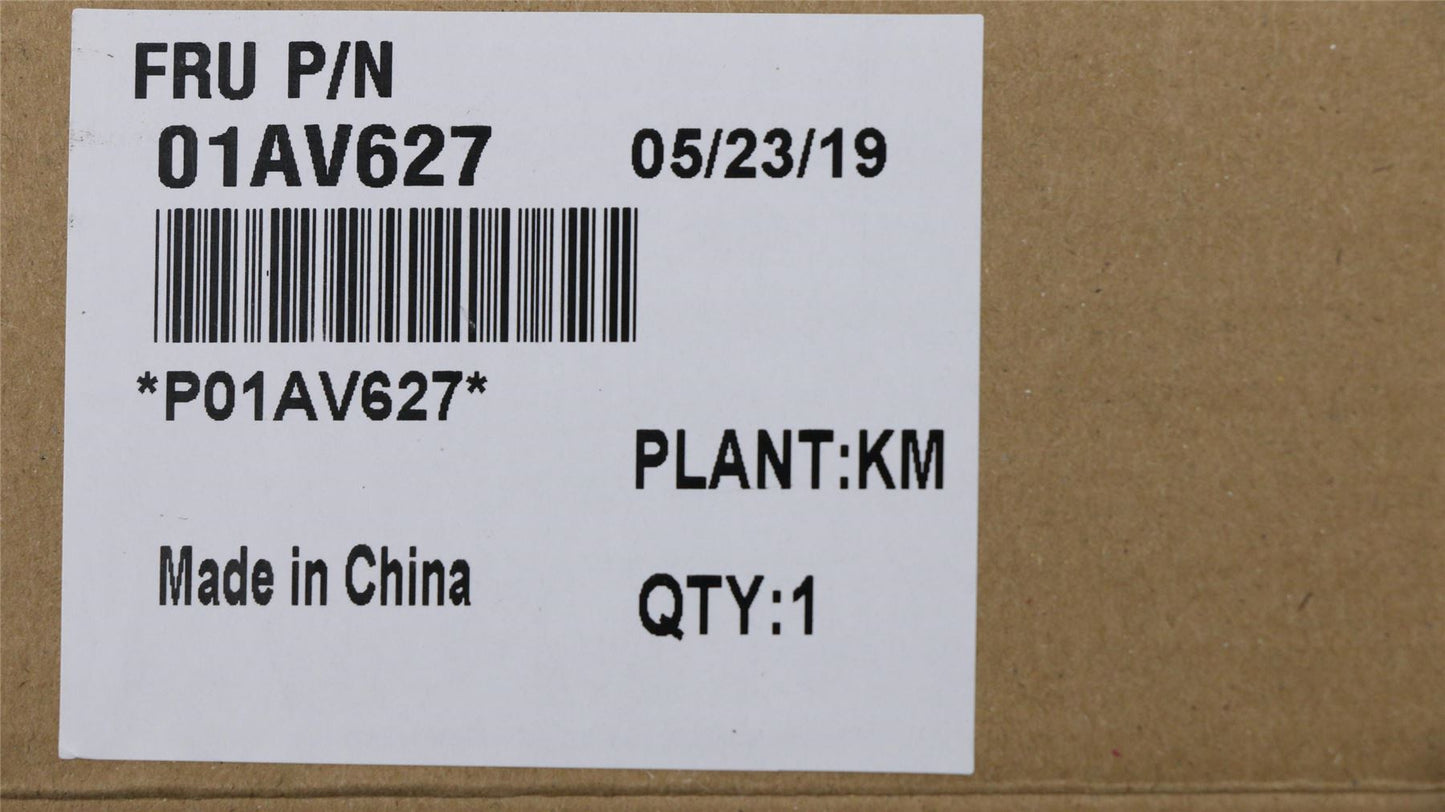 FRU P/N
01AV627 05/23/19
*P01AV627*
PLANT:KM
Made in China
QTY:1